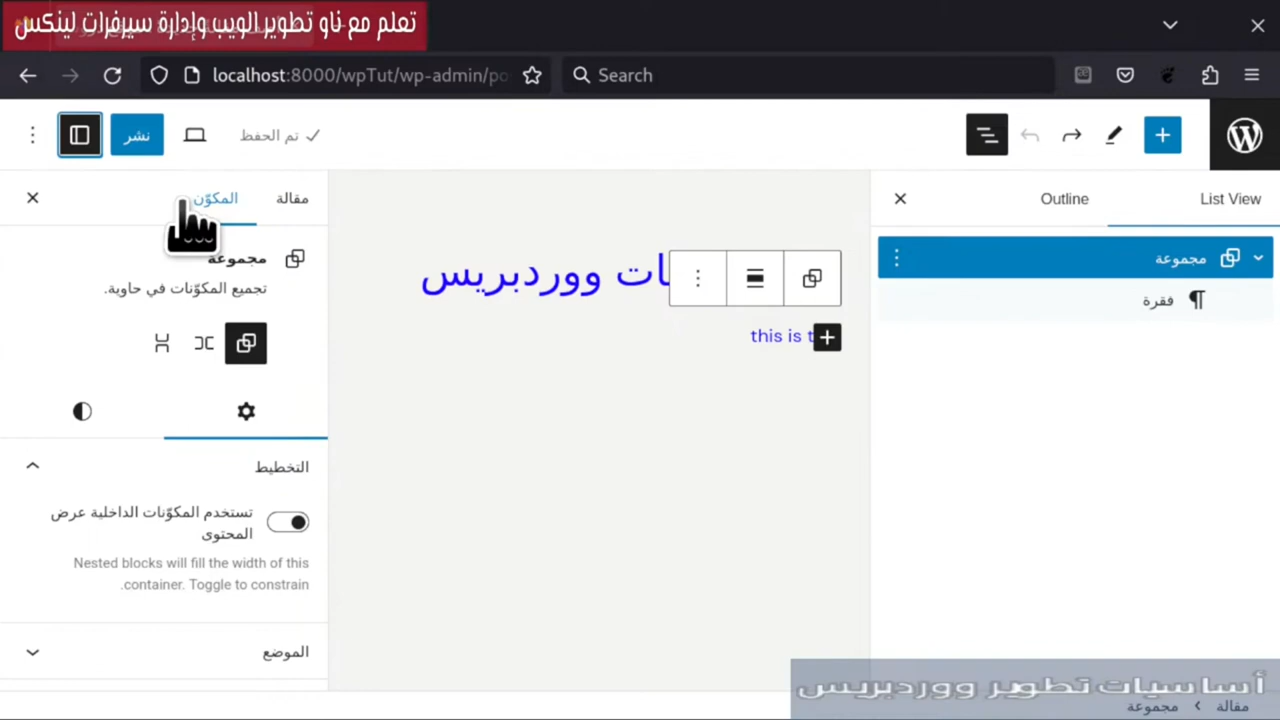 تعلم مع ناو تطوير الويب وإدارة سيرفرات لينكس
localhost:8000/wpTut/wp-admin/po
Search
نشر
تم الحفظ
مقالة
المكوّن
مجموعة
تجميع المكوّنات في حاوية.
التخطيط
تستخدم المكوّنات الداخلية عرض
المحتوى
Nested blocks will fill the width of this
container. Toggle to constrain.
الموضع
ات ووردبريس
this is t
List View
Outline
مجموعة
فقرة
أساسيات تطوير ووردبريس
مقالة
مجموعة